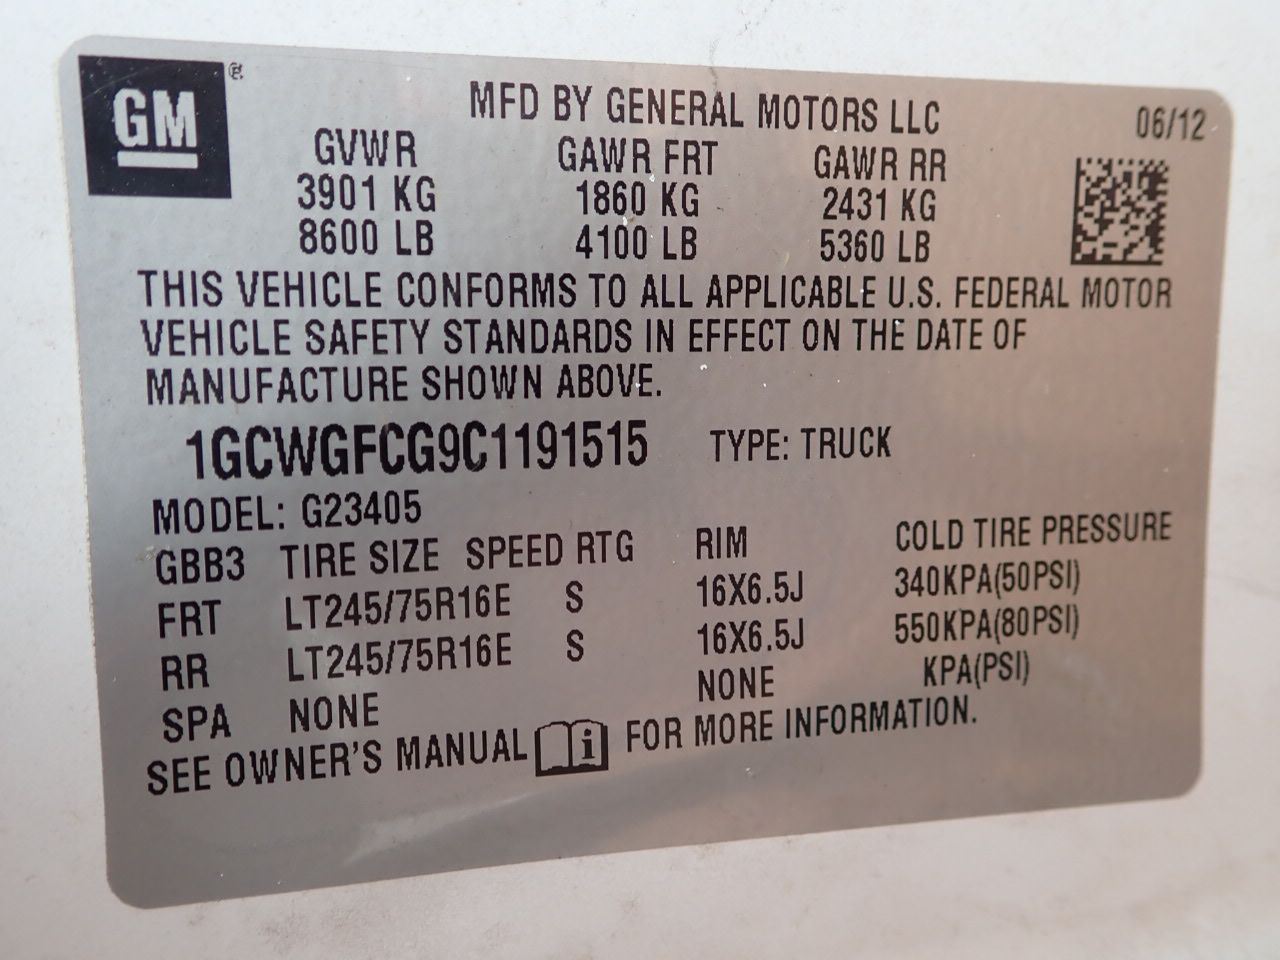 GM
MFD BY GENERAL MOTORS LLC
06/12
GVWR GAWR FRT GAWR RR
3901 KG 1860 KG 2431 KG
8600 LB 4100 LB 5360 LB
THIS VEHICLE CONFORMS TO ALL APPLICABLE U.S. FEDERAL MOTOR
VEHICLE SAFETY STANDARDS IN EFFECT ON THE DATE OF
MANUFACTURE SHOWN ABOVE.
1GCWGFCG9C1191515 TYPE: TRUCK
MODEL: G23405
GBB3 TIRE SIZE SPEED RTG RIM COLD TIRE PRESSURE
FRT LT245/75R16E S 16X6.5J 340KPA(50PSI)
RR LT245/75R16E S 16X6.5J 550KPA(80PSI)
SPA NONE NONE KPA(PSI)
SEE OWNER'S MANUAL i FOR MORE INFORMATION.